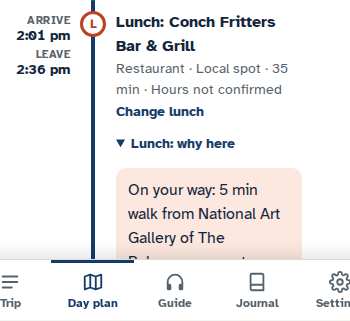 ARRIVE
2:01 pm
LEAVE
2:36 pm
L
Lunch: Conch Fritters
Bar & Grill
Restaurant · Local spot · 35
min · Hours not confirmed
Change lunch
▼ Lunch: why here
On your way: 5 min
walk from National Art
Gallery of The
Trip
Day plan
Guide
Journal
Settin